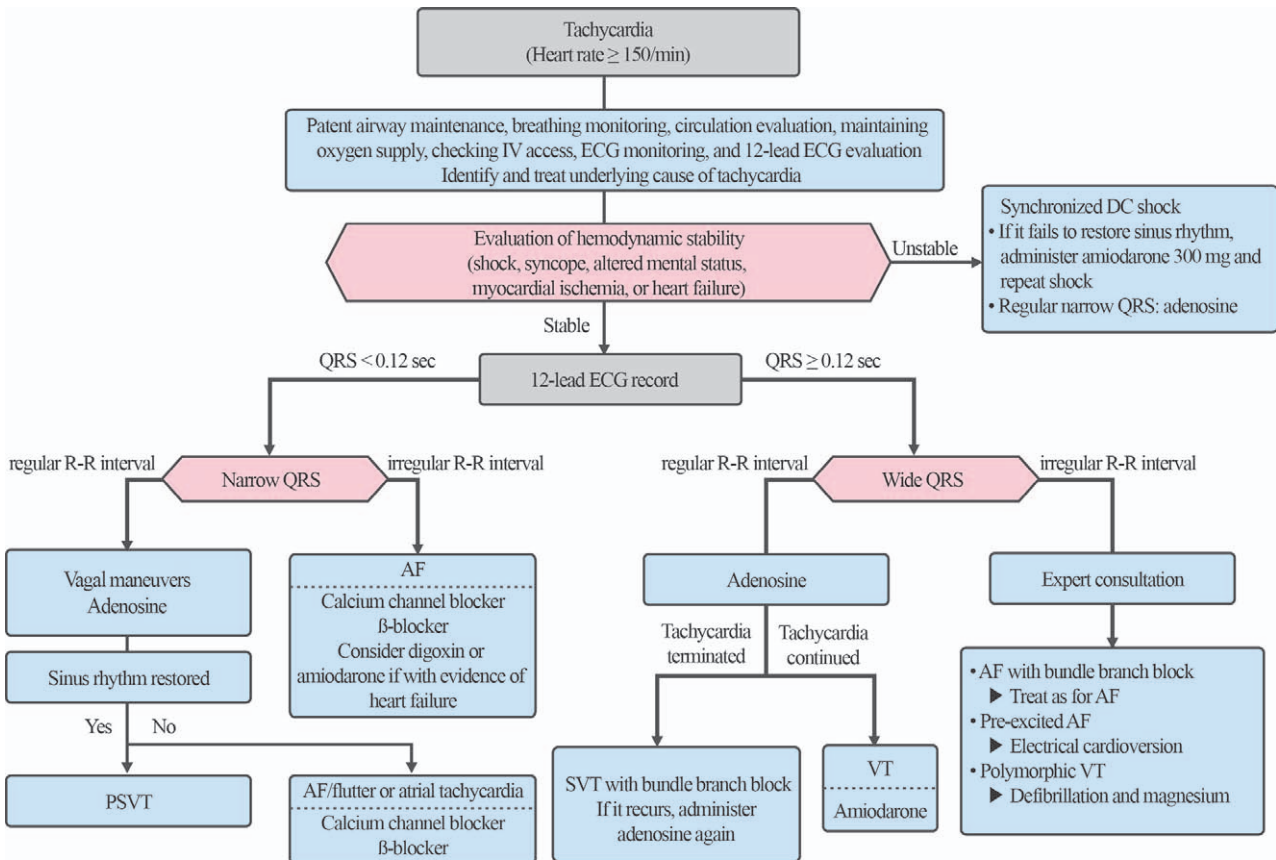 Tachycardia
(Heart rate ≥ 150/min)
Patent airway maintenance, breathing monitoring, circulation evaluation, maintaining
oxygen supply, checking IV access, ECG monitoring, and 12-lead ECG evaluation
Identify and treat underlying cause of tachycardia
Evaluation of hemodynamic stability
(shock, syncope, altered mental status,
myocardial ischemia, or heart failure)
Unstable
Synchronized DC shock
• If it fails to restore sinus rhythm,
administer amiodarone 300 mg and
repeat shock
• Regular narrow QRS: adenosine
Stable
QRS < 0.12 sec
12-lead ECG record
QRS ≥ 0.12 sec
regular R-R interval
Narrow QRS
irregular R-R interval
regular R-R interval
Wide QRS
irregular R-R interval
Vagal maneuvers
Adenosine
AF
Calcium channel blocker
ß-blocker
Consider digoxin or
amiodarone if with evidence of
heart failure
Adenosine
Expert consultation
Sinus rhythm restored
Yes
No
Tachycardia
terminated
Tachycardia
continued
PSVT
AF/flutter or atrial tachycardia
Calcium channel blocker
ß-blocker
SVT with bundle branch block
If it recurs, administer
adenosine again
VT
Amiodarone
• AF with bundle branch block
▶ Treat as for AF
• Pre-excited AF
▶ Electrical cardioversion
• Polymorphic VT
▶ Defibrillation and magnesium